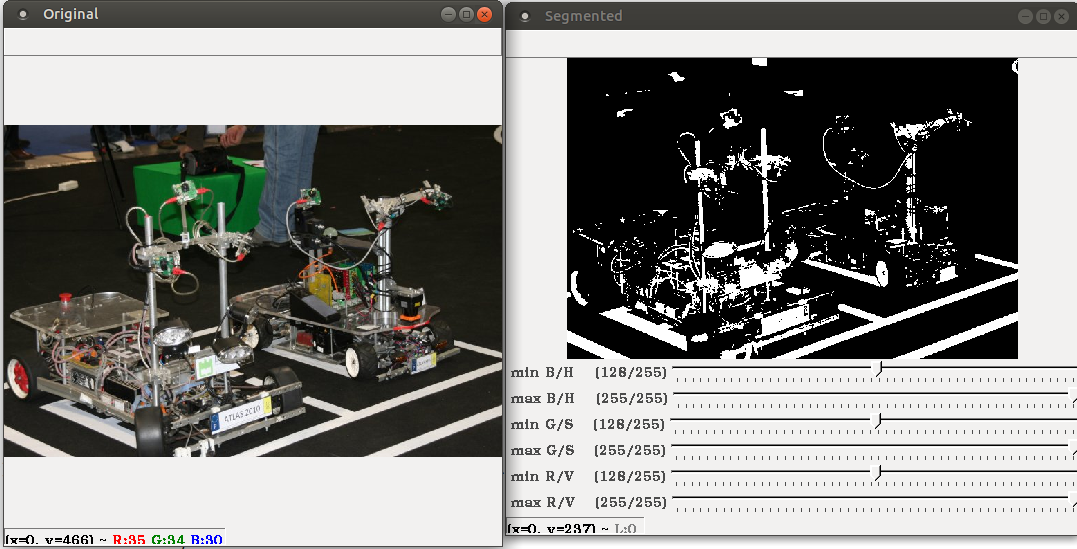 Original
Segmented
ATLAS 2010
min B/H (128/255)
max B/H (255/255)
min G/S (128/255)
max G/S (255/255)
min R/V (128/255)
max R/V (255/255)
(x=0, y=466) ~ R:35 G:34 B:30
(x=0, y=237) ~ L:0